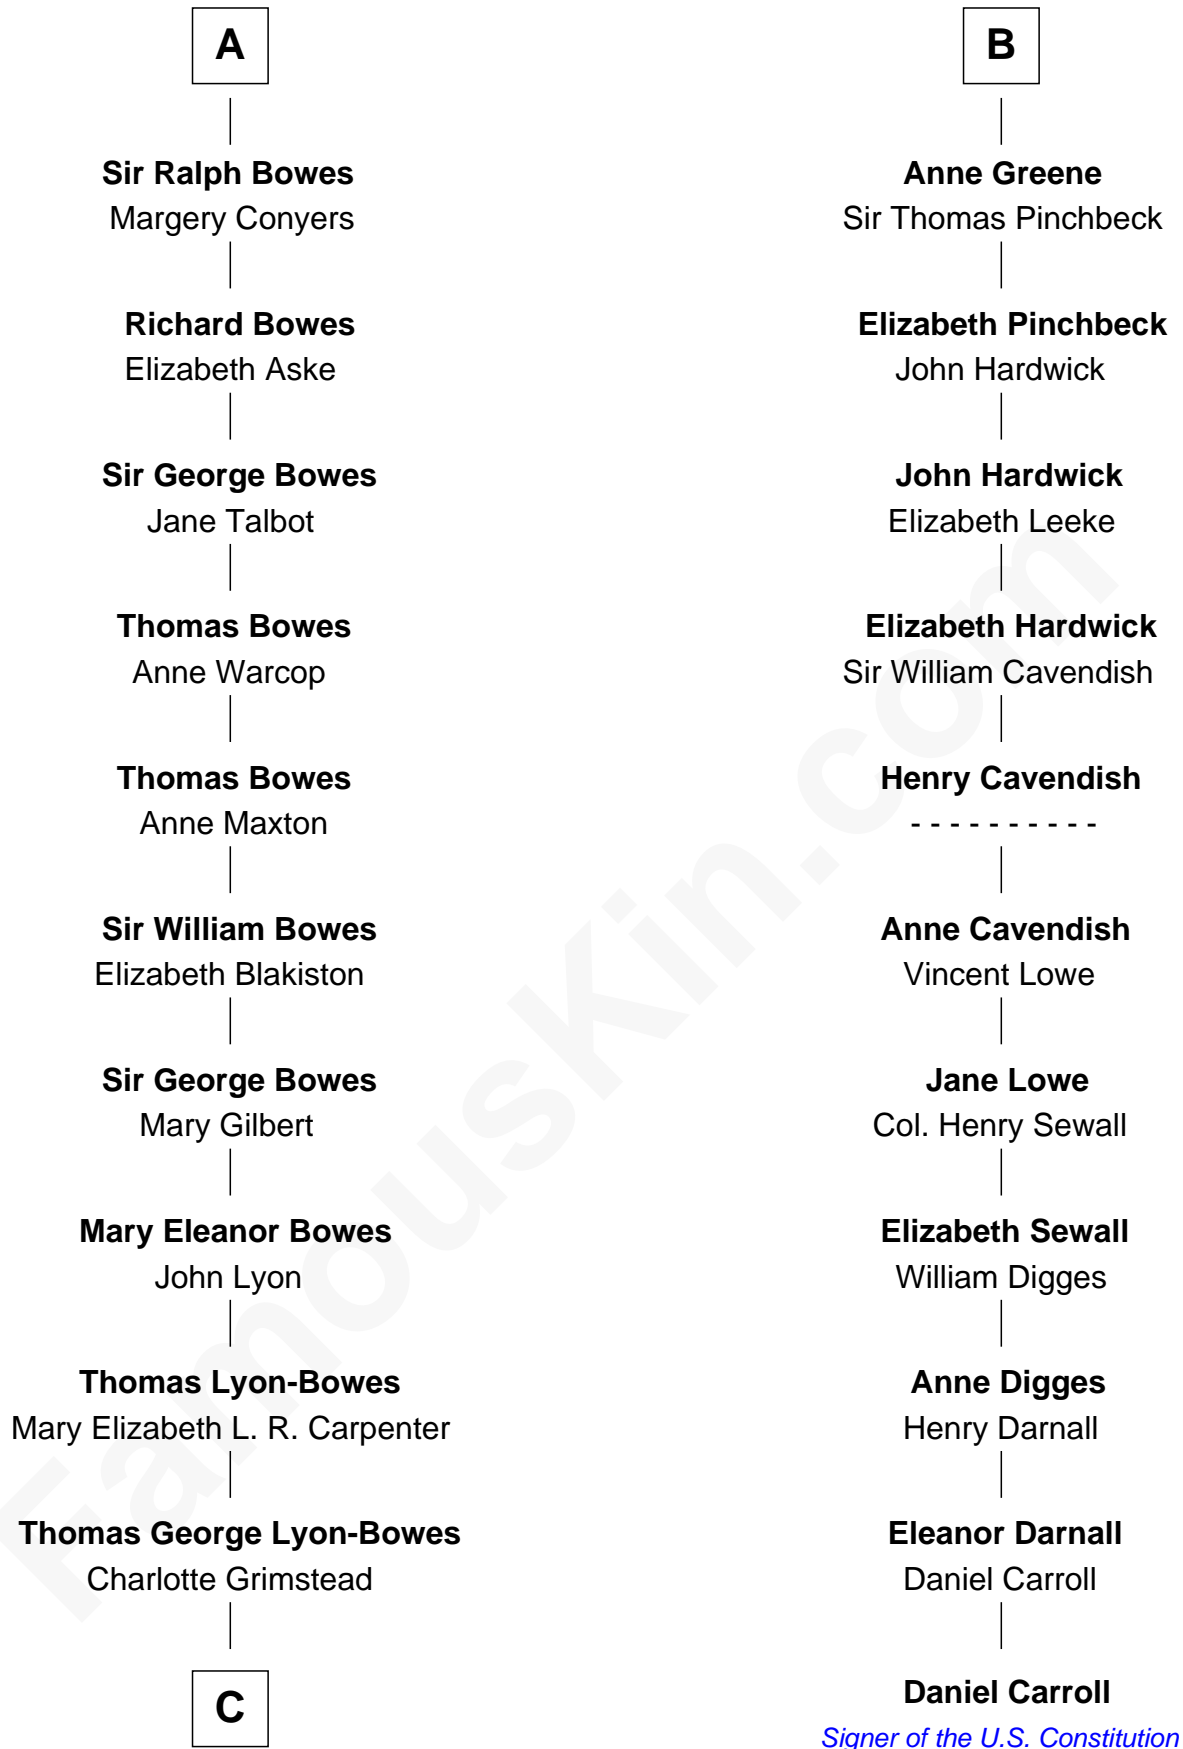 A
Sir Ralph Bowes
Margery Conyers
Richard Bowes
Elizabeth Aske
Sir George Bowes
Jane Talbot
Thomas Bowes
Anne Warcop
Thomas Bowes
Anne Maxton
Sir William Bowes
Elizabeth Blakiston
Sir George Bowes
Mary Gilbert
Mary Eleanor Bowes
John Lyon
Thomas Lyon-Bowes
Mary Elizabeth L. R. Carpenter
Thomas George Lyon-Bowes
Charlotte Grimstead
C
B
Anne Greene
Sir Thomas Pinchbeck
Elizabeth Pinchbeck
John Hardwick
John Hardwick
Elizabeth Leeke
Elizabeth Hardwick
Sir William Cavendish
Henry Cavendish
- - - - - - - - - -
Anne Cavendish
Vincent Lowe
Jane Lowe
Col. Henry Sewall
Elizabeth Sewall
William Digges
Anne Digges
Henry Darnall
Eleanor Darnall
Daniel Carroll
Daniel Carroll
Signer of the U.S. Constitution
FamousKin.com